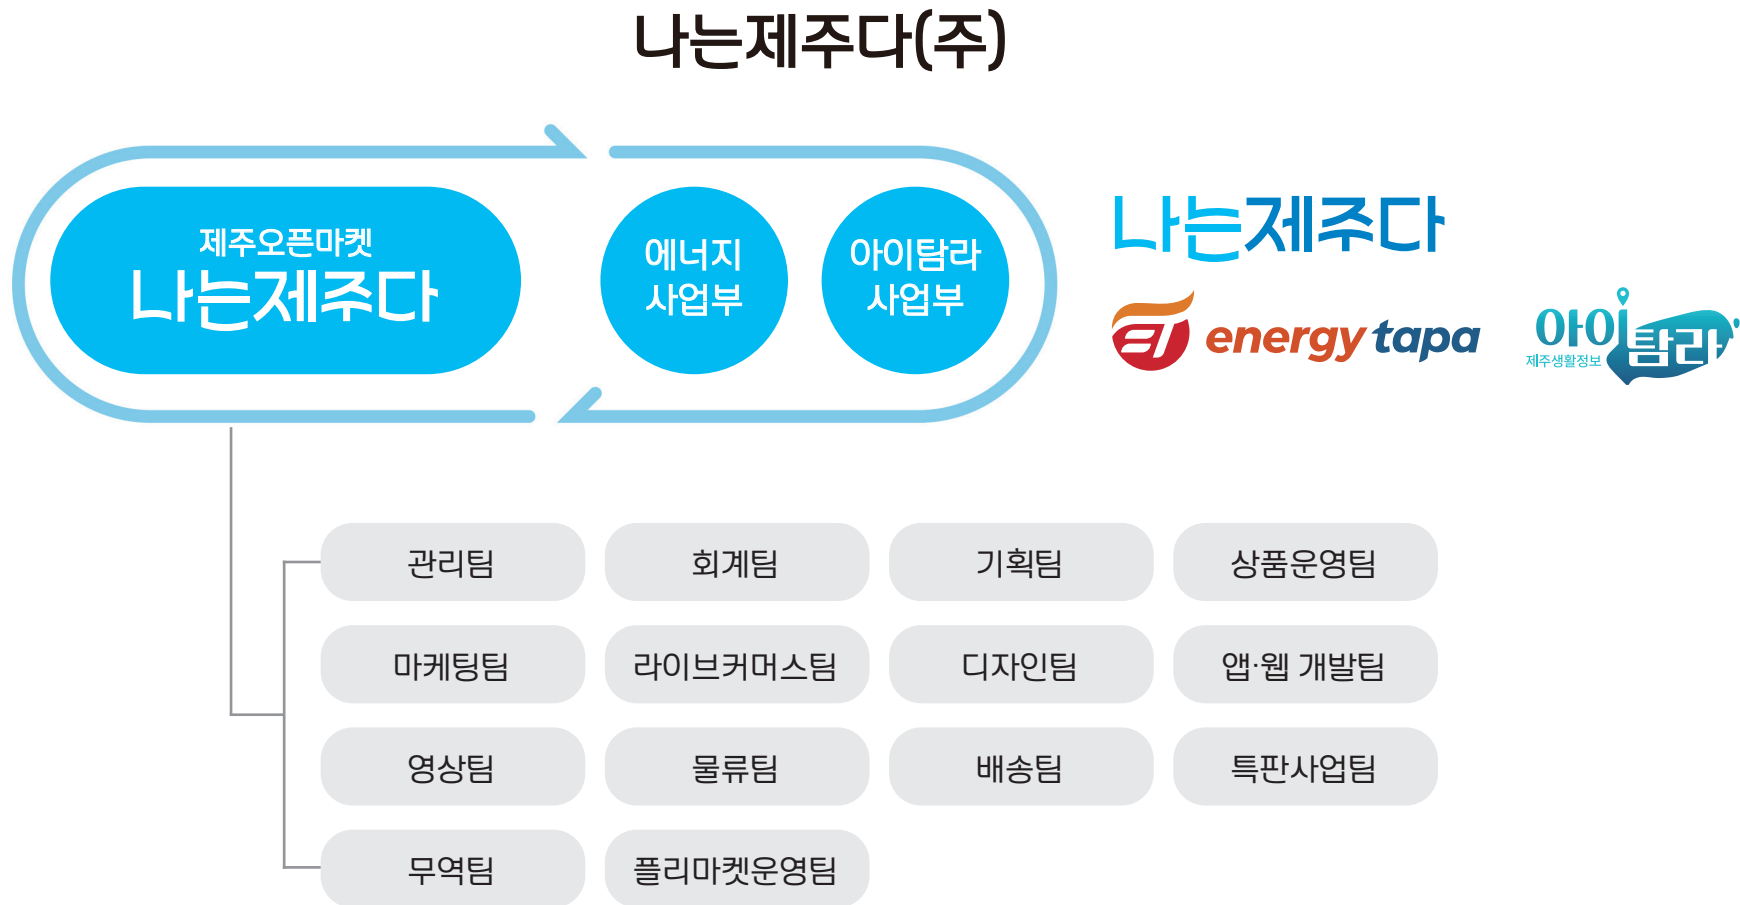 나는제주다(주)
제주오픈마켓
나는제주다
에너지
사업부
아이탐라
사업부
나는제주다
energy tapa
아이탐라
제주생활정보
관리팀
회계팀
기획팀
상품운영팀
마케팅팀
라이브커머스팀
디자인팀
앱·웹 개발팀
영상팀
물류팀
배송팀
특판사업팀
무역팀
플리마켓운영팀